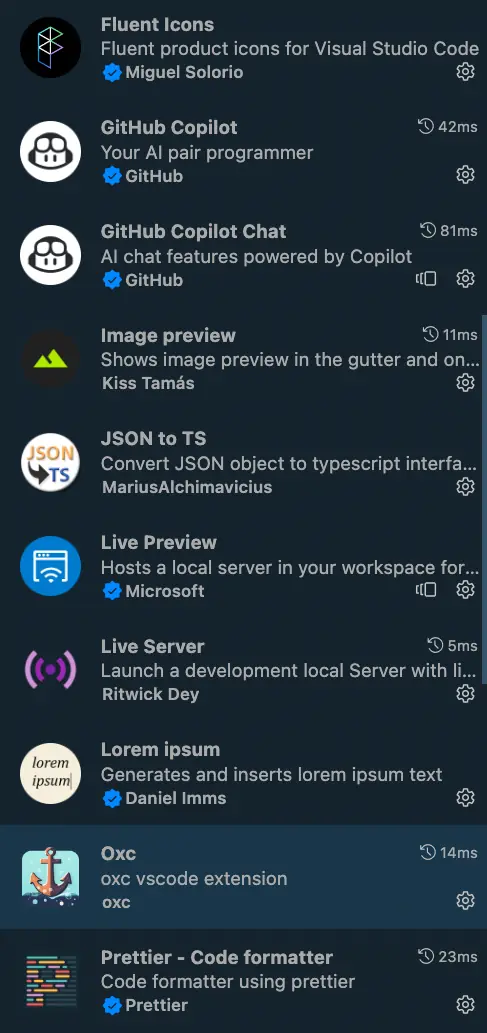 Fluent Icons
Fluent product icons for Visual Studio Code
Miguel Solorio
GitHub Copilot 42ms
Your AI pair programmer
GitHub
GitHub Copilot Chat 81ms
AI chat features powered by Copilot
GitHub
Image preview 11ms
Shows image preview in the gutter and on...
Kiss Tamás
JSON to TS
Convert JSON object to typescript interfa...
MariusAlchimavicius
JSON
TS
Live Preview
Hosts a local server in your workspace for...
Microsoft
Live Server 5ms
Launch a development local Server with li...
Ritwick Dey
Lorem ipsum
Generates and inserts lorem ipsum text
Daniel Imms
lorem
ipsum
Oxc 14ms
oxc vscode extension
oxc
Prettier - Code formatter 23ms
Code formatter using prettier
Prettier